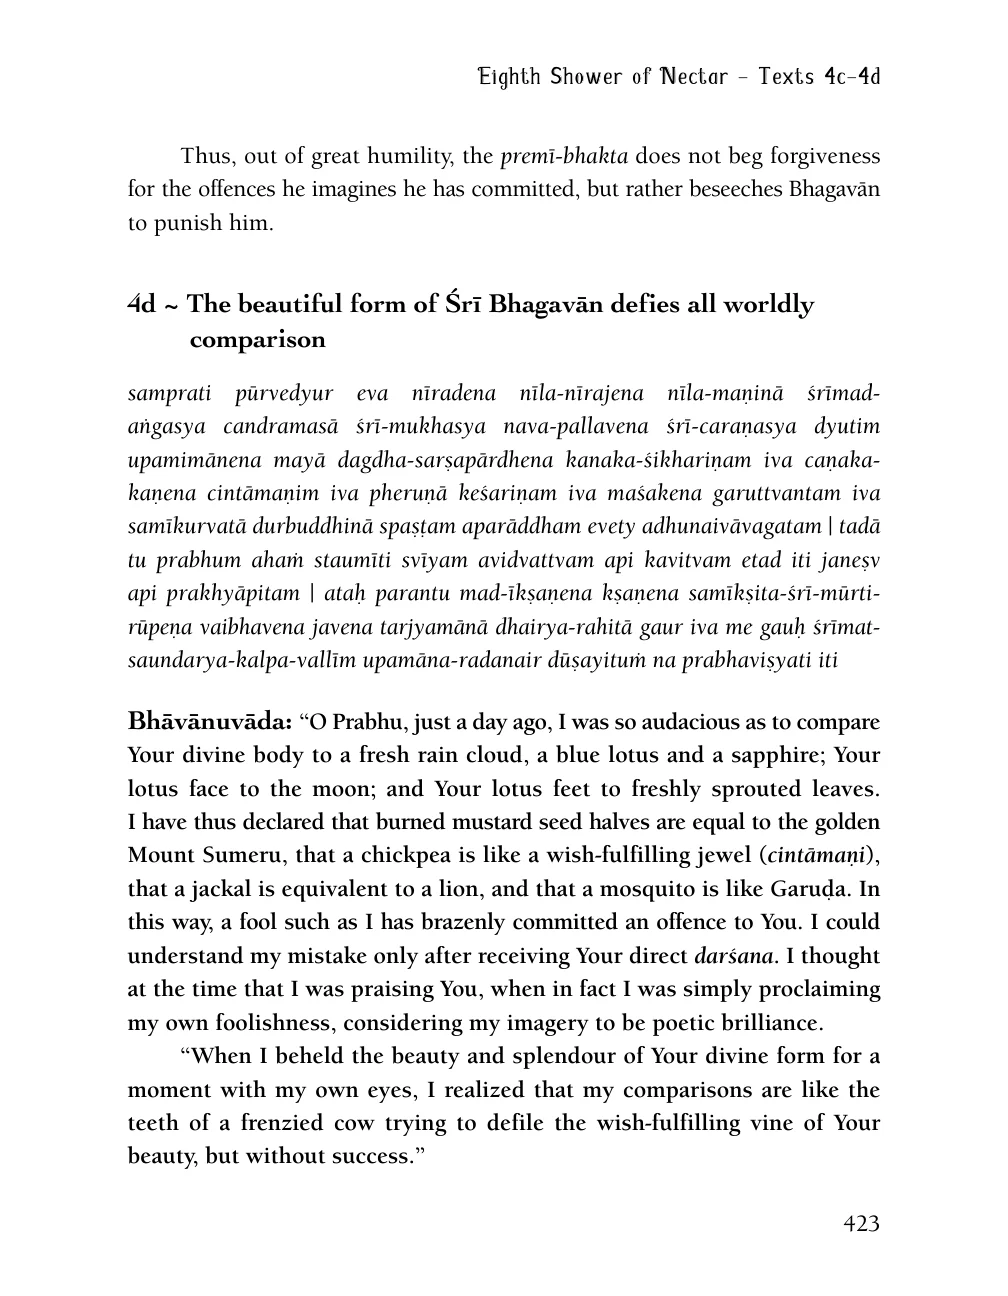 Eighth Shower of Nectar – Texts 4c–4d
Thus, out of great humility, the premī-bhakta does not beg forgiveness
for the offences he imagines he has committed, but rather beseeches Bhagavān
to punish him.
4d ~ The beautiful form of Śrī Bhagavān defies all worldly
comparison
samprati pūrvedyur eva nīradena nīla-nīrajena nīla-maṇinā śrīmad-
aṅgasya candramasā śrī-mukhasya nava-pallavena śrī-caraṇasya dyutim
upamimānena mayā dagdha-sarṣapārdhena kanaka-śikhariṇam iva caṇaka-
kaṇena cintāmaṇim iva pheruṇā keśariṇam iva maśakena garuttvantam iva
samīkurvatā durbuddhinā spaṣṭam aparāddham evety adhunaivāvagatam | tadā
tu prabhum ahaṁ staumīti svīyam avidvattvam api kavitvam etad iti janeṣv
api prakhyāpitam | ataḥ parantu mad-īkṣaṇena kṣaṇena samīkṣita-śrī-mūrti-
rūpeṇa vaibhavena javena tarjyamānā dhairya-rahitā gaur iva me gauḥ śrīmat-
saundarya-kalpa-vallīm upamāna-radanair dūṣayituṁ na prabhaviṣyati iti
Bhāvānuvāda: “O Prabhu, just a day ago, I was so audacious as to compare
Your divine body to a fresh rain cloud, a blue lotus and a sapphire; Your
lotus face to the moon; and Your lotus feet to freshly sprouted leaves.
I have thus declared that burned mustard seed halves are equal to the golden
Mount Sumeru, that a chickpea is like a wish-fulfilling jewel (cintāmaṇi),
that a jackal is equivalent to a lion, and that a mosquito is like Garuḍa. In
this way, a fool such as I has brazenly committed an offence to You. I could
understand my mistake only after receiving Your direct darśana. I thought
at the time that I was praising You, when in fact I was simply proclaiming
my own foolishness, considering my imagery to be poetic brilliance.
“When I beheld the beauty and splendour of Your divine form for a
moment with my own eyes, I realized that my comparisons are like the
teeth of a frenzied cow trying to defile the wish-fulfilling vine of Your
beauty, but without success.”
423